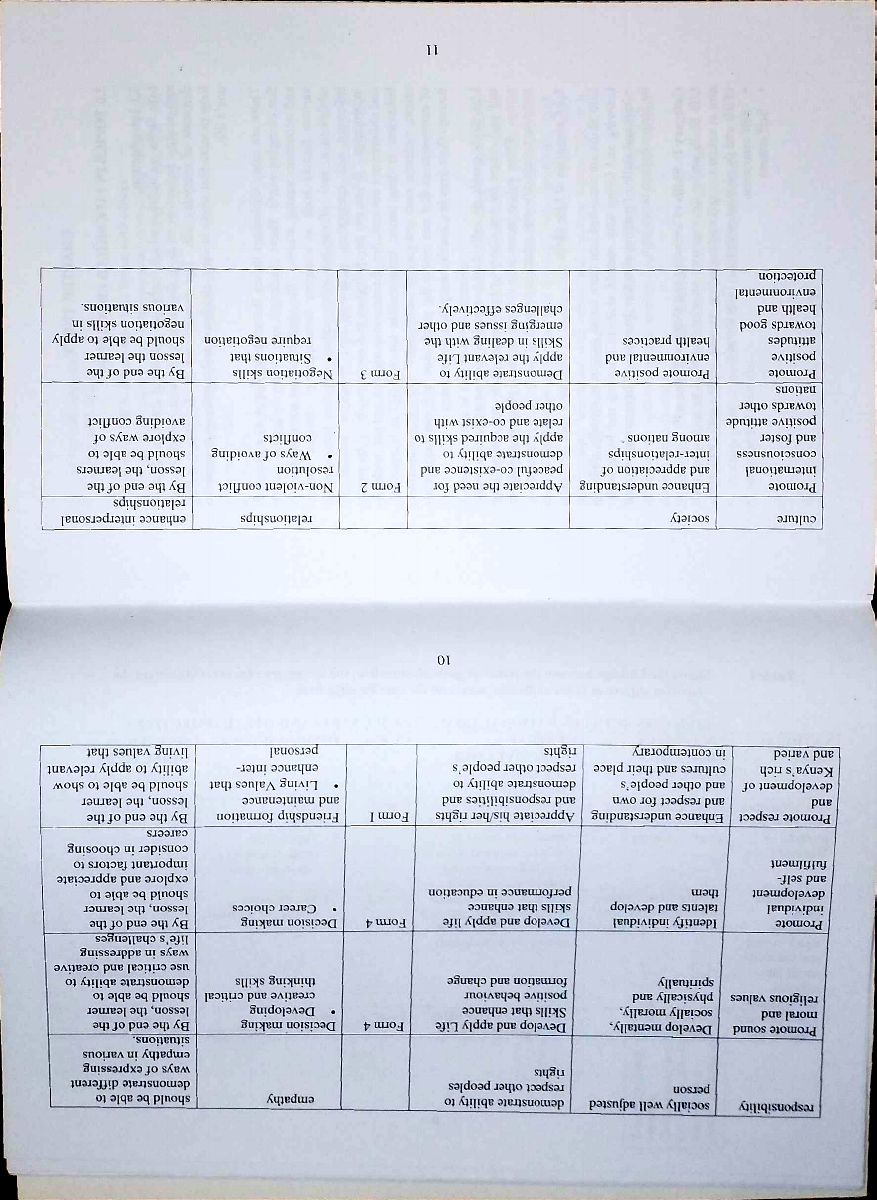 responsibility
socially well adjusted
person
demonstrate ability to
respect other peoples
rights
empathy
should be able to
demonstrate different
ways of expressing
empathy in various
situations.
Promote sound
moral and
religious values
Develop mentally,
socially morally,
physically and
spiritually
Develop and apply Life
Skills that enhance
positive behaviour
formation and change
Form 4
Decision making
• Developing
creative and critical
thinking skills
By the end of the
lesson, the learner
should be able to
demonstrate ability to
use critical and creative
ways in addressing
life's challenges
Promote
individual
development
and self-
fulfilment
Identify individual
talents and develop
them
Develop and apply life
skills that enhance
performance in education
Form 4
Decision making
• Career choices
By the end of the
lesson, the learner
should be able to
explore and appreciate
important factors to
consider in choosing
careers
Promote respect
and
development of
Kenya's rich
and varied
Enhance understanding
and respect for own
and other people's
cultures and their place
in contemporary
Appreciate his/her rights
and responsibilities and
demonstrate ability to
respect other people's
rights
Form 1
Friendship formation
and maintenance
• Living Values that
enhance inter-
personal
By the end of the
lesson, the learner
should be able to show
ability to apply relevant
living values that
10
culture
society
relationships
enhance interpersonal
relationships
Promote
international
consciousness
and foster
positive attitude
towards other
nations
Enhance understanding
and appreciation of
inter-relationships
among nations
Appreciate the need for
peaceful co-existence and
demonstrate ability to
apply the acquired skills to
relate and co-exist with
other people
Form 2
Non-violent conflict
resolution
• Ways of avoiding
conflicts
By the end of the
lesson, the learners
should be able to
explore ways of
avoiding conflict
Promote
positive
attitudes
towards good
health and
environmental
protection
Promote positive
environmental and
health practices
Demonstrate ability to
apply the relevant Life
Skills in dealing with the
emerging issues and other
challenges effectively.
Form 3
Negotiation skills
• Situations that
require negotiation
By the end of the
lesson the learner
should be able to apply
negotiation skills in
various situations.
11